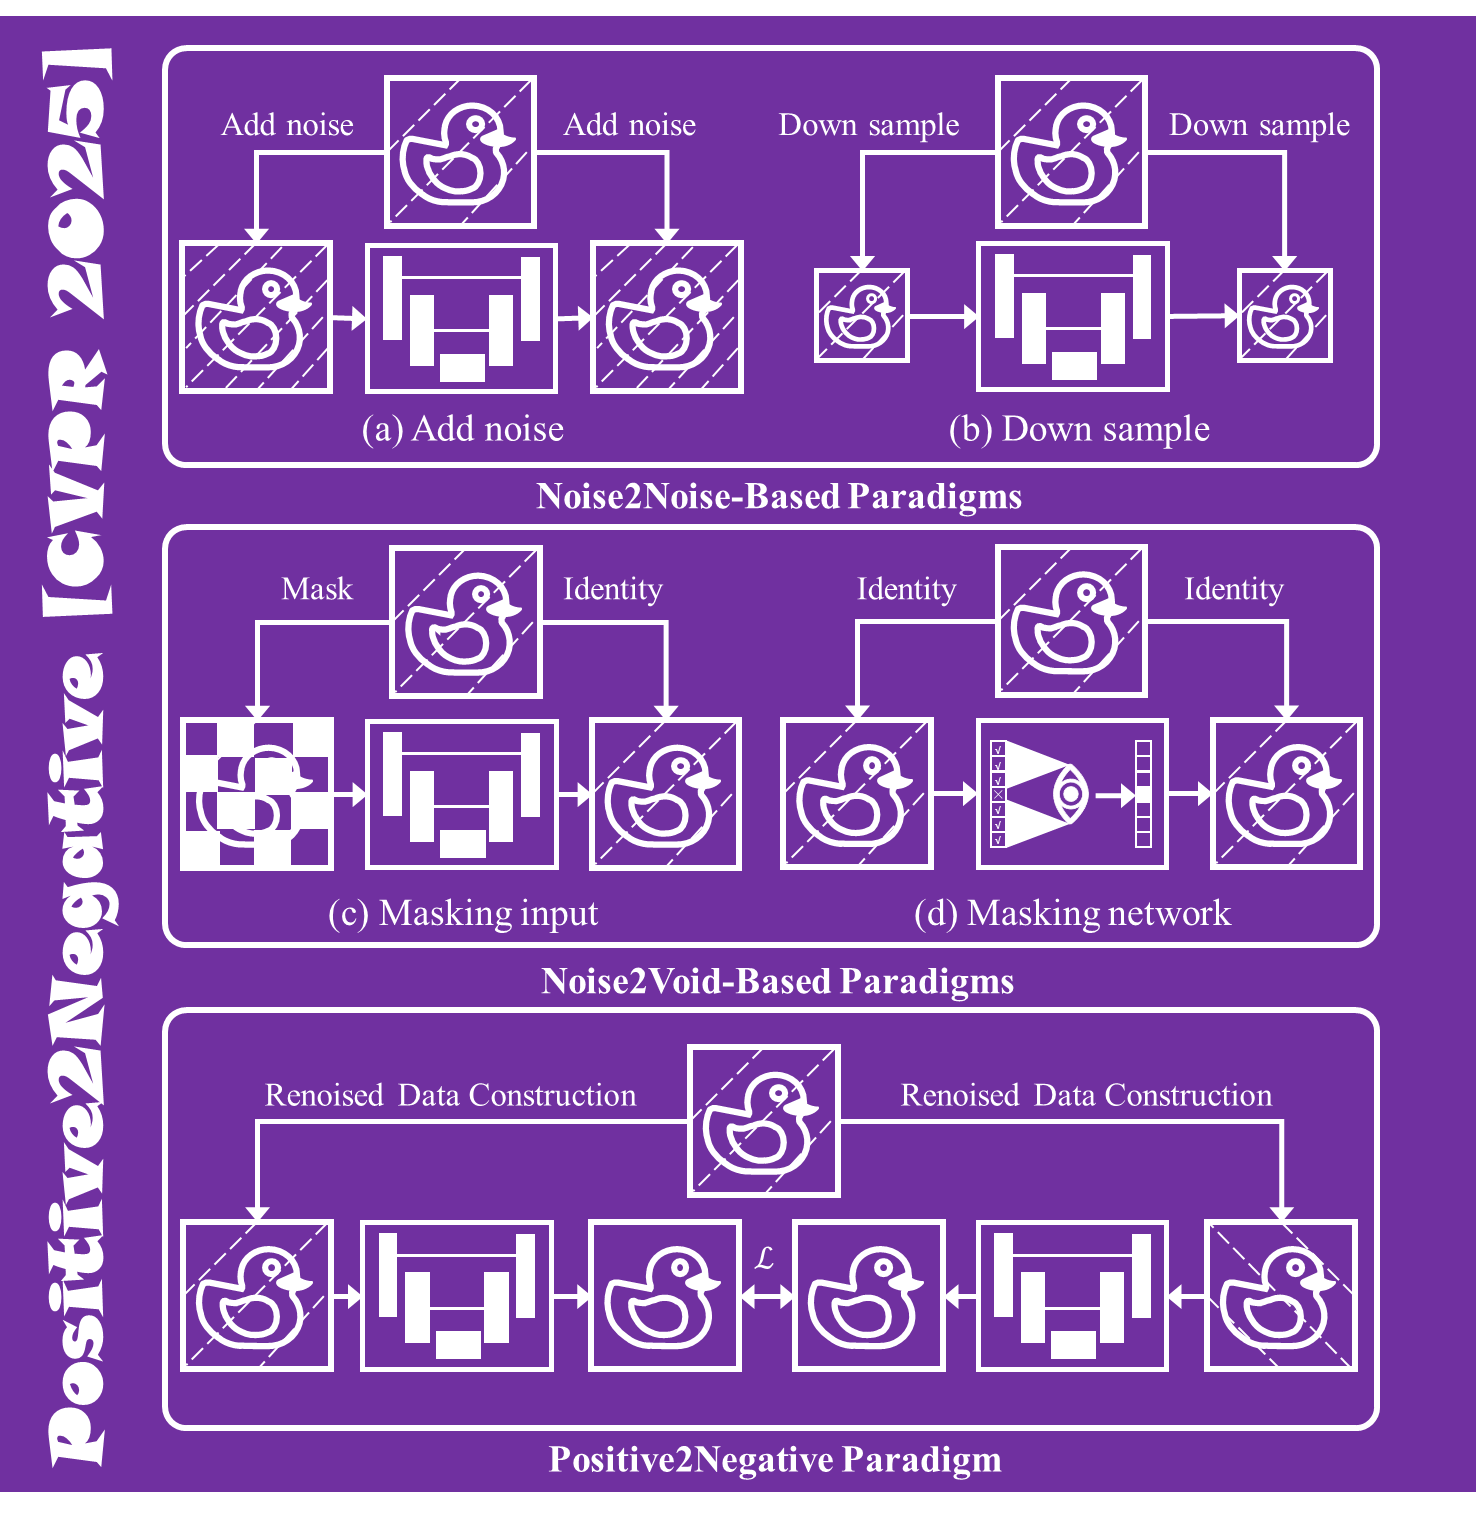 Positive2Negative [CVPR 2025]
Add noise
Add noise
Down sample
Down sample
(a) Add noise
(b) Down sample
Noise2Noise-Based Paradigms
Mask
Identity
Identity
Identity
√
√
√
×
√
√
√
(c) Masking input
(d) Masking network
Noise2Void-Based Paradigms
Renoised Data Construction
Renoised Data Construction
ℒ
Positive2Negative Paradigm